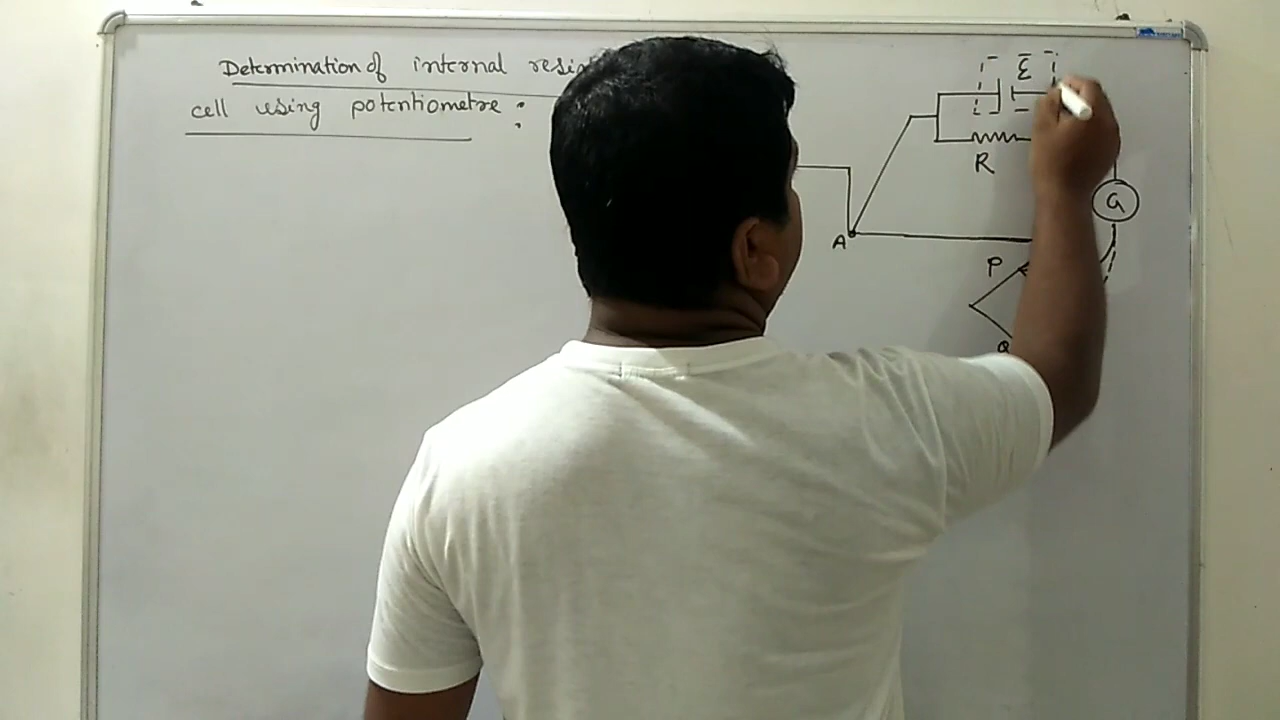 Determination of internal
cell using potentiometre :
E
R
G
A
P
Q